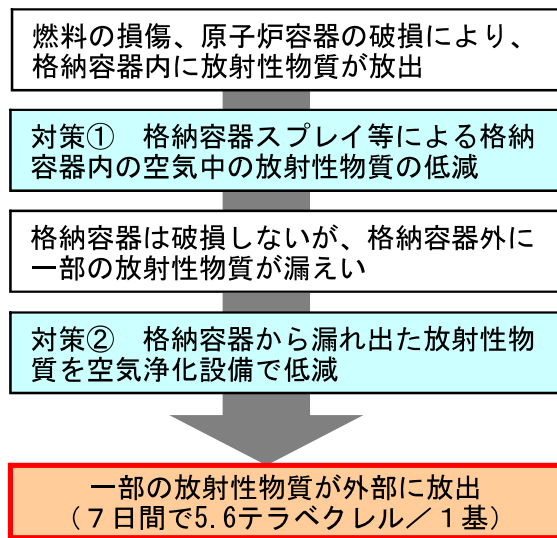 燃料の損傷、原子炉容器の破損により、
格納容器内に放射性物質が放出
対策①　格納容器スプレイ等による格納
容器内の空気中の放射性物質の低減
格納容器は破損しないが、格納容器外に
一部の放射性物質が漏えい
対策②　格納容器から漏れ出た放射性物
質を空気浄化設備で低減
一部の放射性物質が外部に放出
（７日間で5.6テラベクレル／１基）